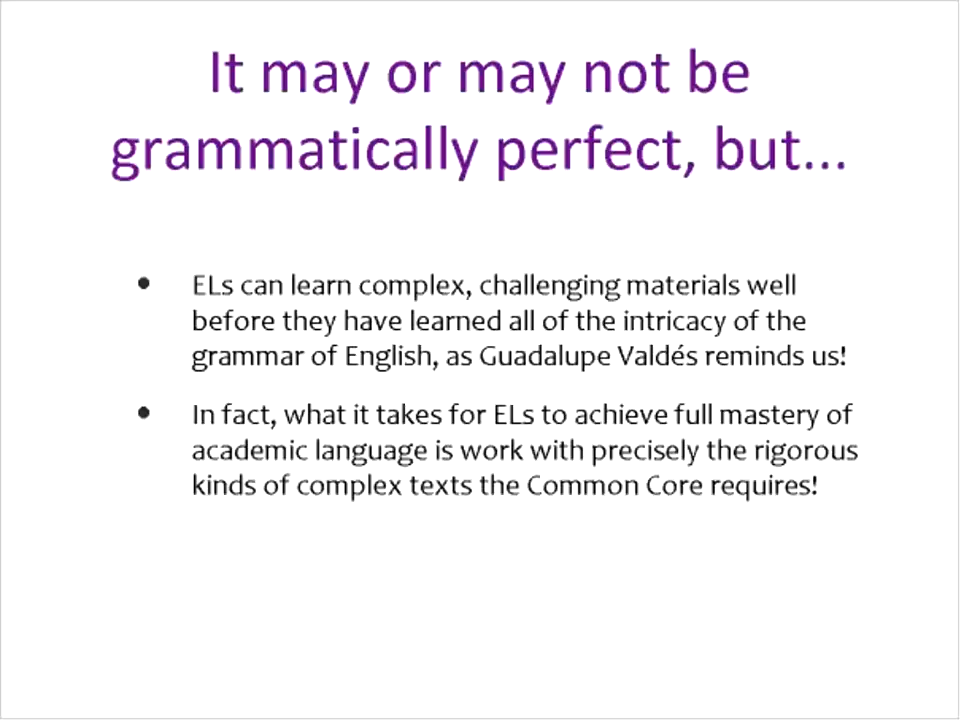 It may or may not be
grammatically perfect, but...
• ELs can learn complex, challenging materials well
before they have learned all of the intricacy of the
grammar of English, as Guadalupe Valdés reminds us!
• In fact, what it takes for ELs to achieve full mastery of
academic language is work with precisely the rigorous
kinds of complex texts the Common Core requires!